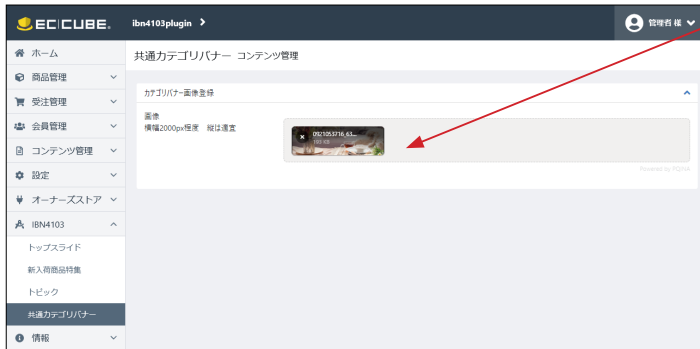 EC CUBE.
ibn4103plugin
管理者 様
ホーム
商品管理
受注管理
会員管理
コンテンツ管理
設定
オーナーズストア
IBN4103
トップスライド
新入荷商品特集
トピック
共通カテゴリバナー
情報
共通カテゴリバナー コンテンツ管理
カテゴリバナー画像登録
画像
横幅2000px程度 縦は適宜
0921053716_63...
Powered by PQINA